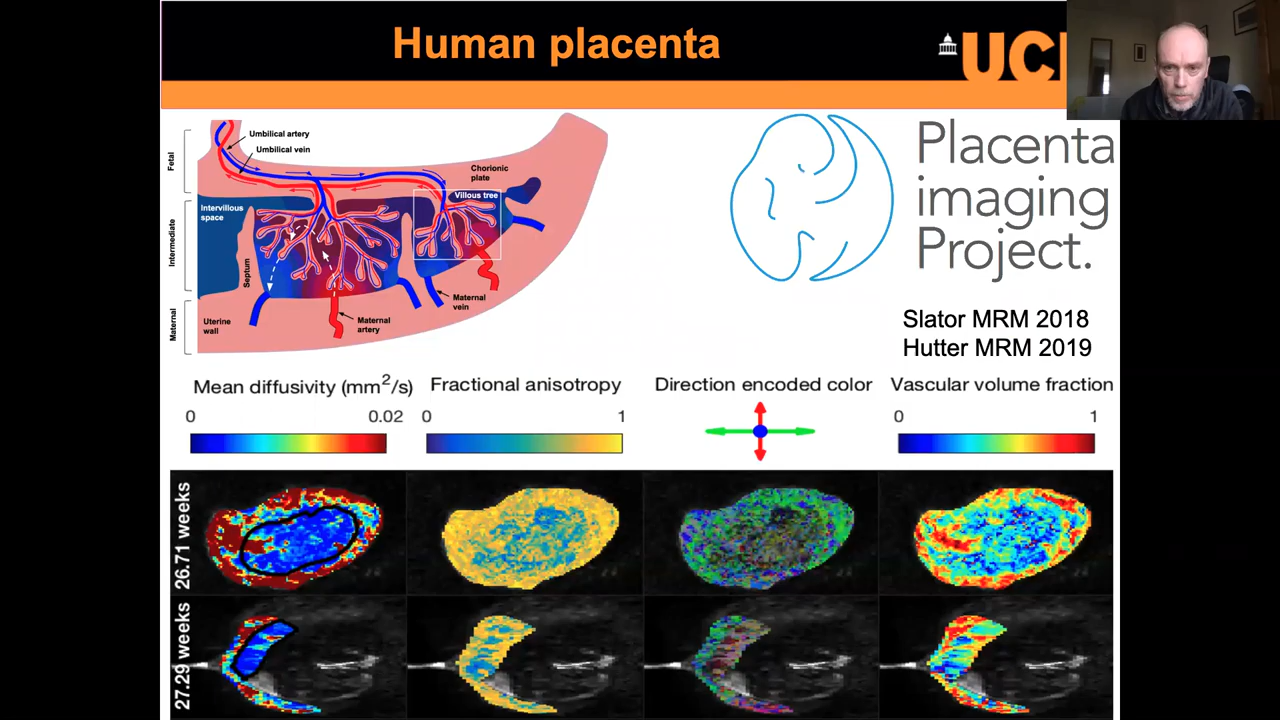 Human placenta
UCL
Placenta
imaging
Project.
Slator MRM 2018
Hutter MRM 2019
Fetal
Intermediate
Maternal
Umbilical artery
Umbilical vein
Chorionic
plate
Villous tree
Intervillous
space
Septum
Maternal
vein
Maternal
artery
Uterine
wall
Mean diffusivity (mm²/s)
0 0.02
Fractional anisotropy
0 1
Direction encoded color
Vascular volume fraction
0 1
26.71 weeks
27.29 weeks